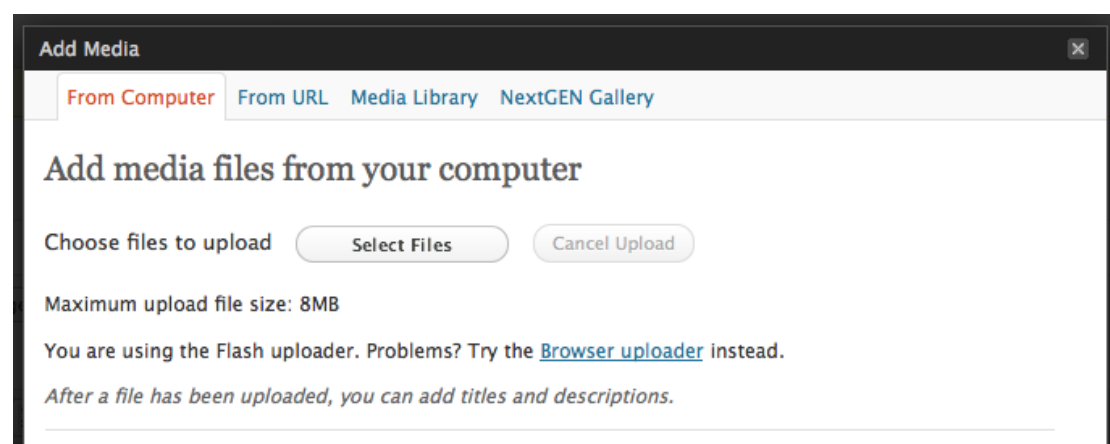 Add Media
From Computer From URL Media Library NextGEN Gallery
Add media files from your computer
Choose files to upload Select Files Cancel Upload
Maximum upload file size: 8MB
You are using the Flash uploader. Problems? Try the Browser uploader instead.
After a file has been uploaded, you can add titles and descriptions.